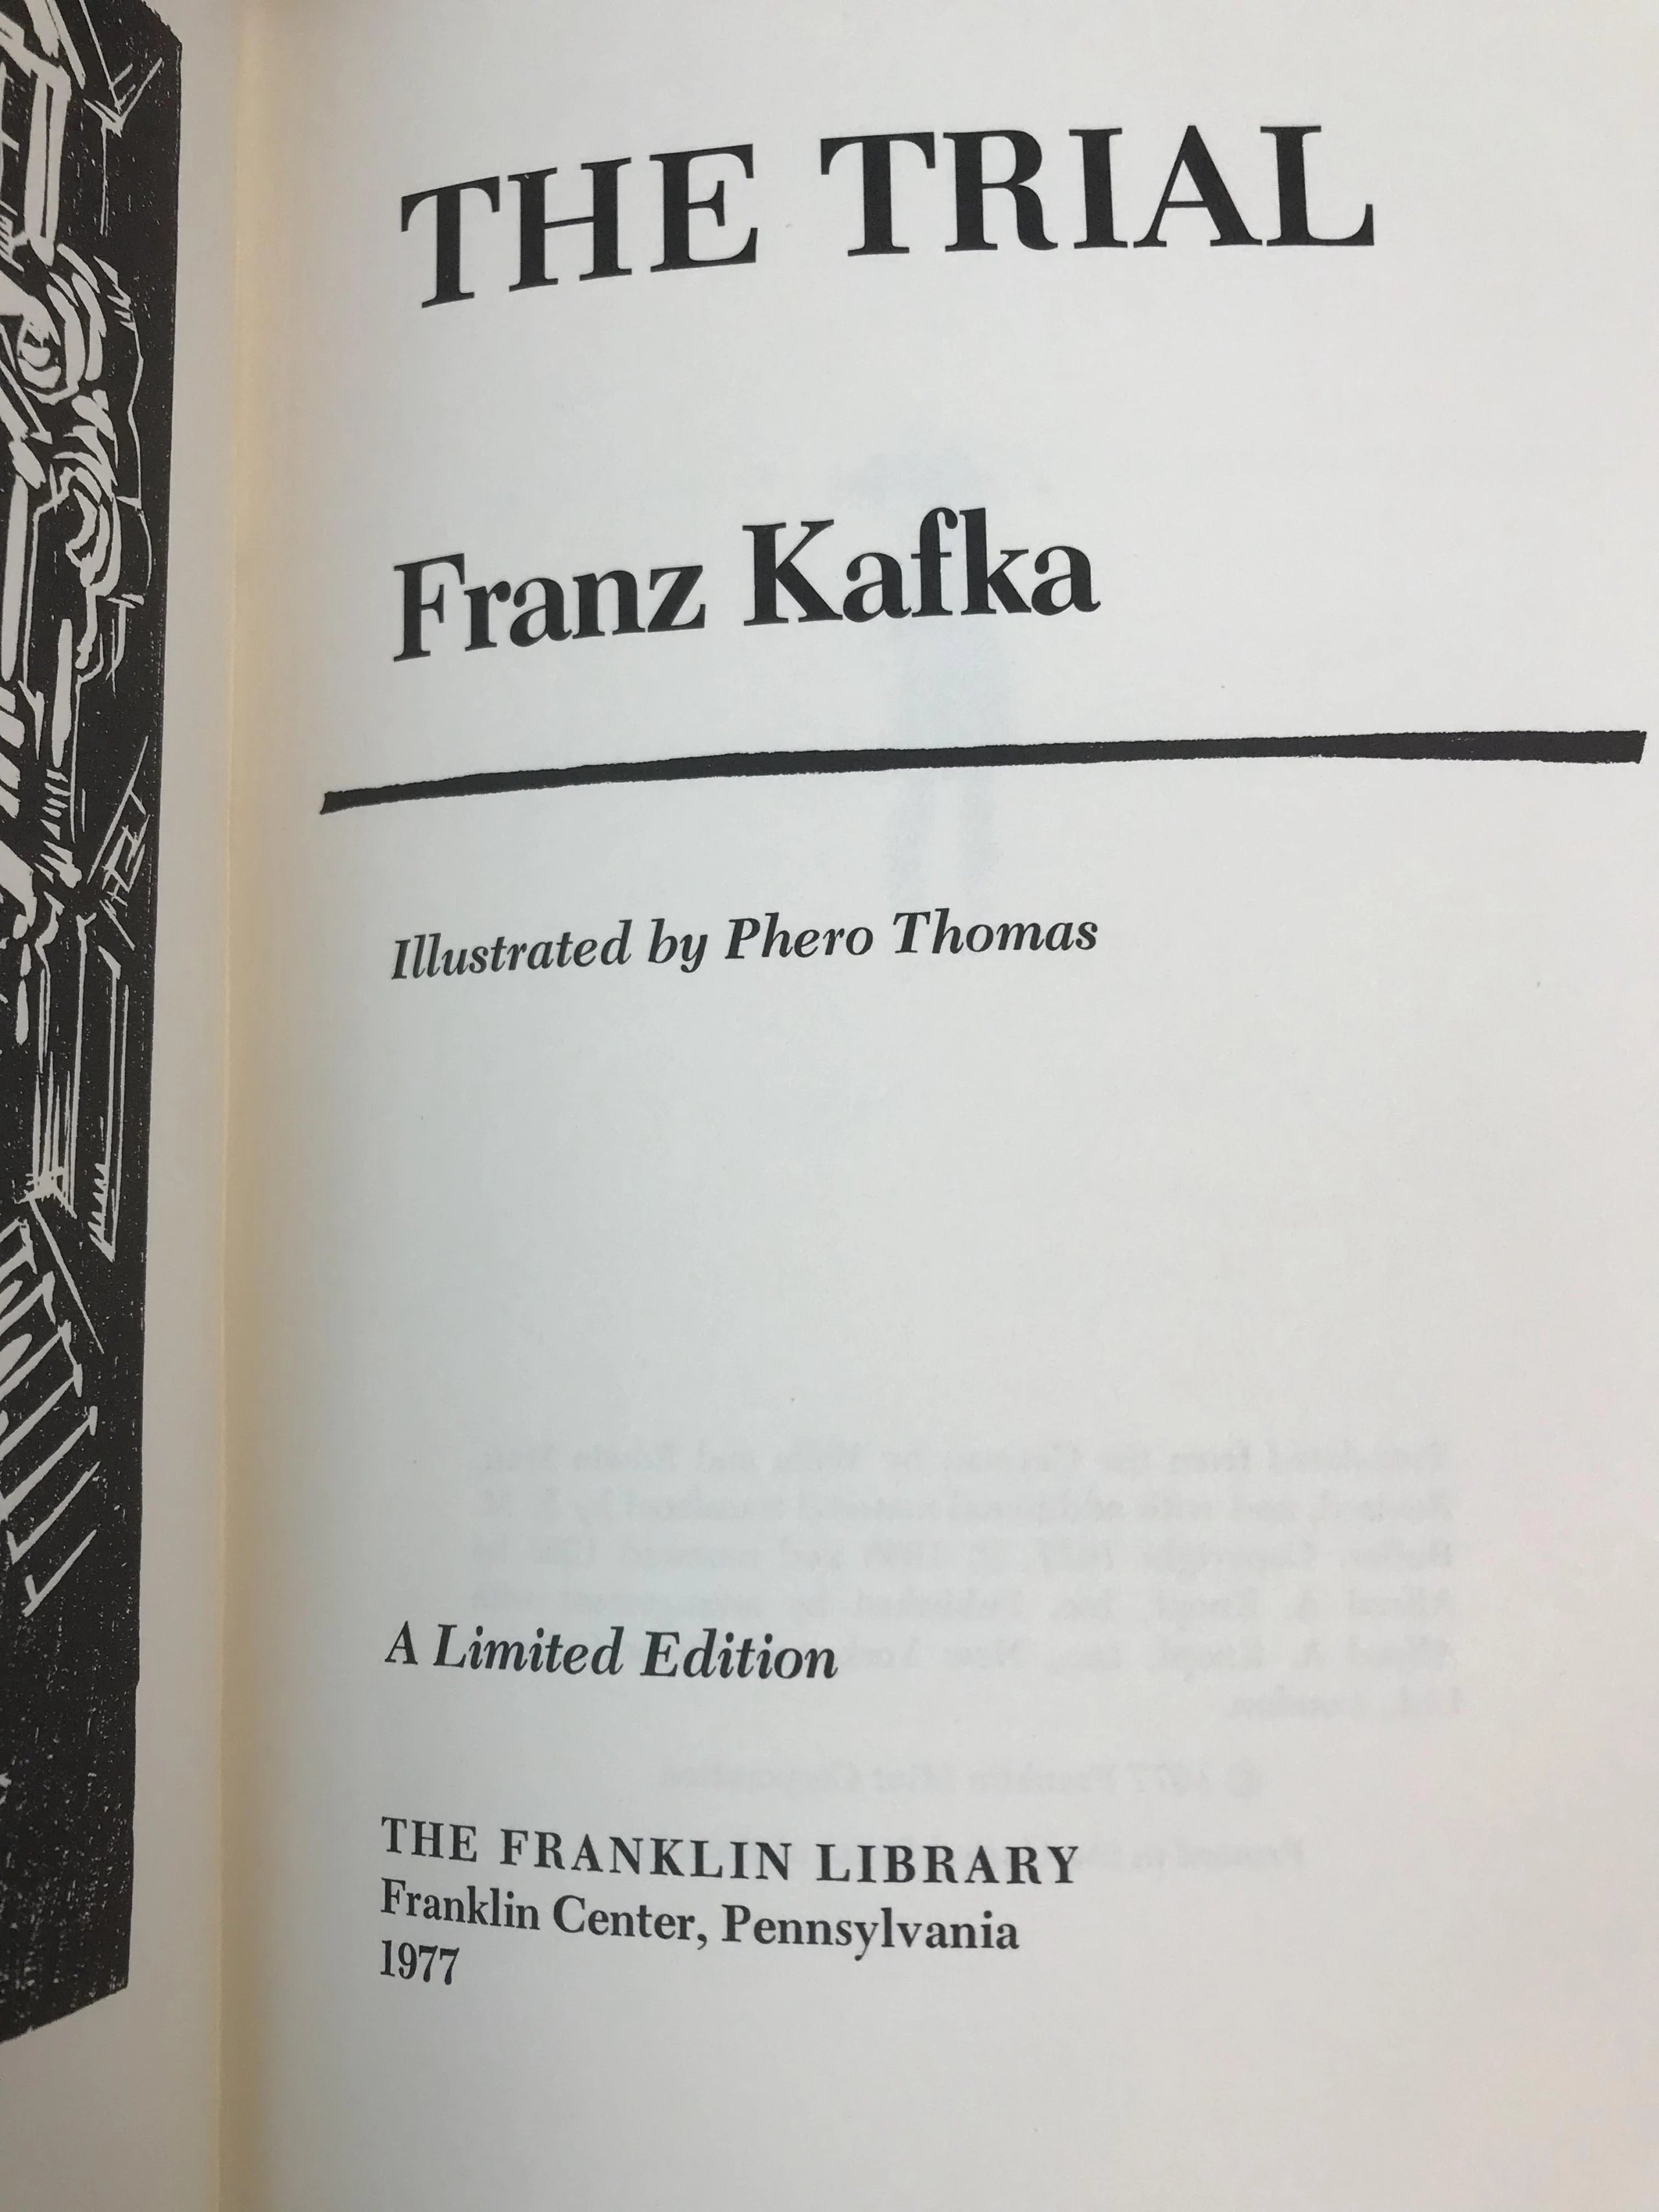 THE TRIAL
Franz Kafka
Illustrated by Phero Thomas
A Limited Edition
THE FRANKLIN LIBRARY
Franklin Center, Pennsylvania
1977